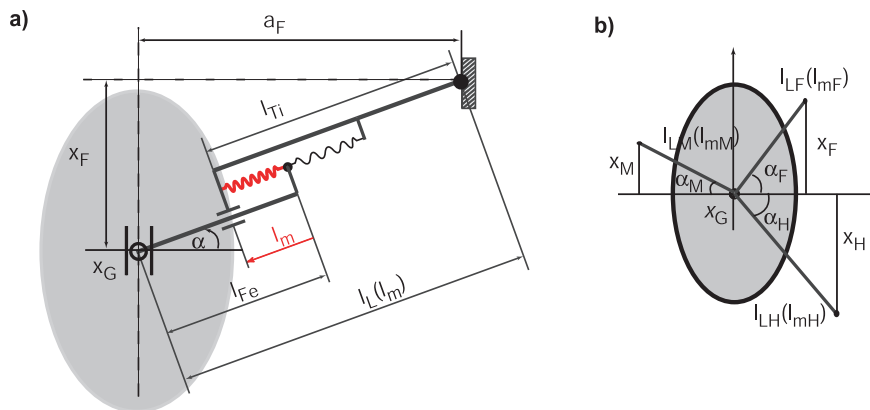 a)
a_F
l_Ti
x_F
α
x_G
l_m
l_Fe
l_L(l_m)
b)
l_LF(l_mF)
l_LM(l_mM)
x_M
x_F
α_M
α_F
x_G
α_H
x_H
l_LH(l_mH)